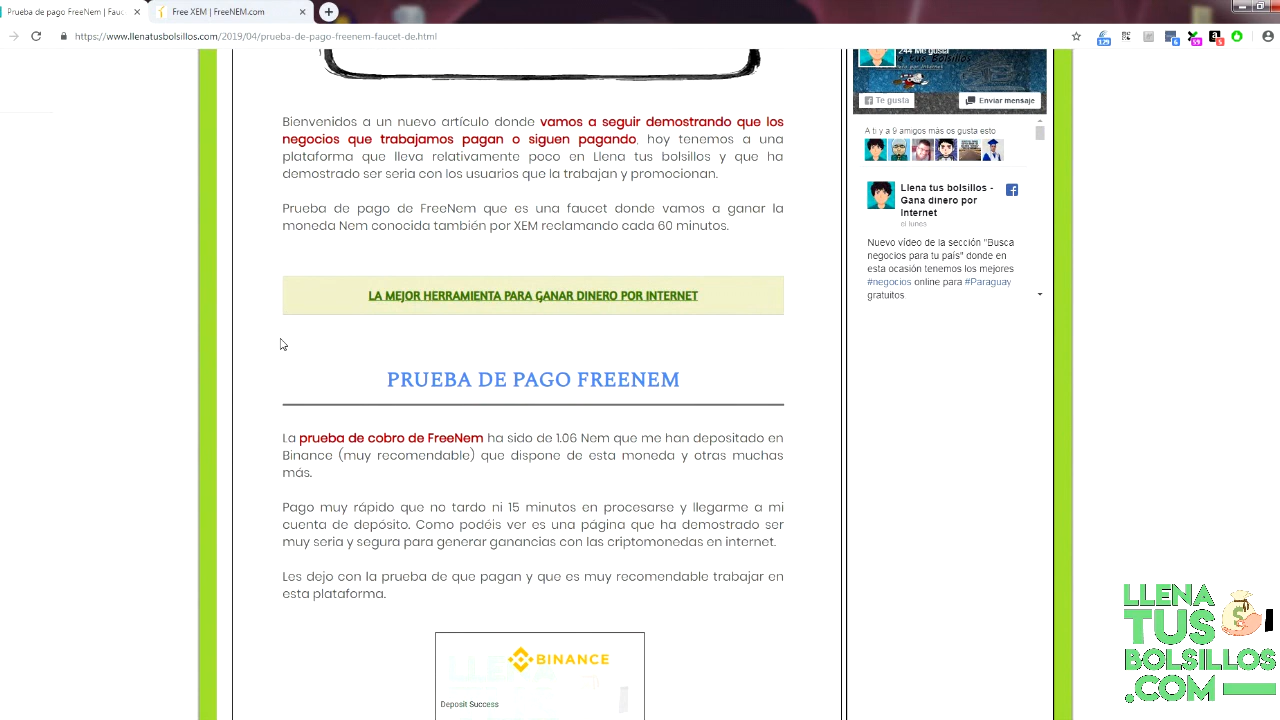 Prueba de pago FreeNem | Fauc
Free XEM | FreeNEM.com
https://www.llenatusbolsillos.com/2019/04/prueba-de-pago-freenem-faucet-de.html
129
6
59
5
244 Me gusta
Te gusta
Enviar mensaje
A ti y a 9 amigos más os gusta esto
Llena tus bolsillos -
Gana dinero por
Internet
el lunes
Nuevo vídeo de la sección "Busca
negocios para tu país" donde en
esta ocasión tenemos los mejores
#negocios online para #Paraguay
gratuitos
Bienvenidos a un nuevo artículo donde vamos a seguir demostrando que los
negocios que trabajamos pagan o siguen pagando, hoy tenemos a una
plataforma que lleva relativamente poco en Llena tus bolsillos y que ha
demostrado ser seria con los usuarios que la trabajan y promocionan.
Prueba de pago de FreeNem que es una faucet donde vamos a ganar la
moneda Nem conocida también por XEM reclamando cada 60 minutos.
LA MEJOR HERRAMIENTA PARA GANAR DINERO POR INTERNET
PRUEBA DE PAGO FREENEM
La prueba de cobro de FreeNem ha sido de 1.06 Nem que me han depositado en
Binance (muy recomendable) que dispone de esta moneda y otras muchas
más.
Pago muy rápido que no tardo ni 15 minutos en procesarse y llegarme a mi
cuenta de depósito. Como podéis ver es una página que ha demostrado ser
muy seria y segura para generar ganancias con las criptomonedas en internet.
Les dejo con la prueba de que pagan y que es muy recomendable trabajar en
esta plataforma.
BINANCE
Deposit Success
LLENA
TUS
BOLSILLOS
.COM